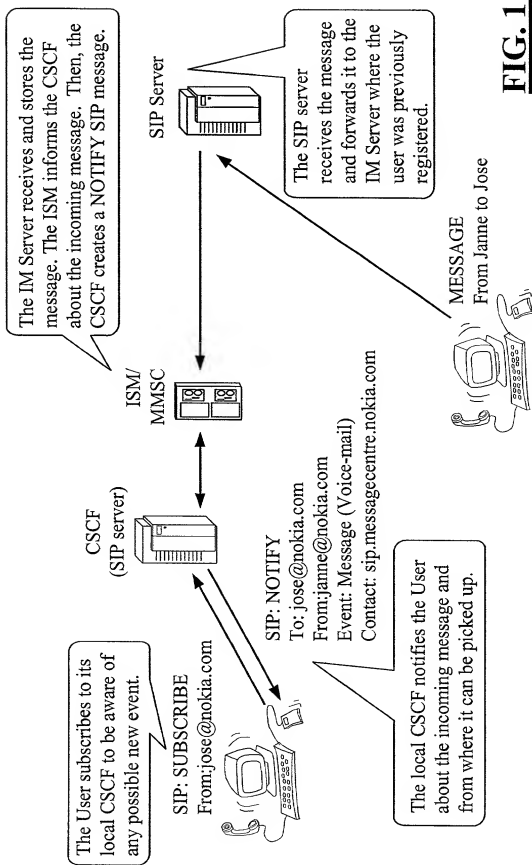 The IM Server receives and stores the
message. The ISM informs the CSCF
about the incoming message.  Then, the
CSCF creates a NOTIFY SIP message.
The User subscribes to its
local CSCF to be aware of
any possible new event.
SIP: SUBSCRIBE
From:jose@nokia.com
CSCF
(SIP server)
ISM/
MMSC
SIP Server
The SIP server
receives the message
and forwards it to the
IM Server where the
user was previously
registered.
SIP: NOTIFY
To: jose@nokia.com
From:janne@nokia.com
Event: Message (Voice-mail)
Contact: sip.messagecentre.nokia.com
The local CSCF notifies the User
about the incoming message and
from where it can be picked up.
MESSAGE
From Janne to Jose
FIG. 1